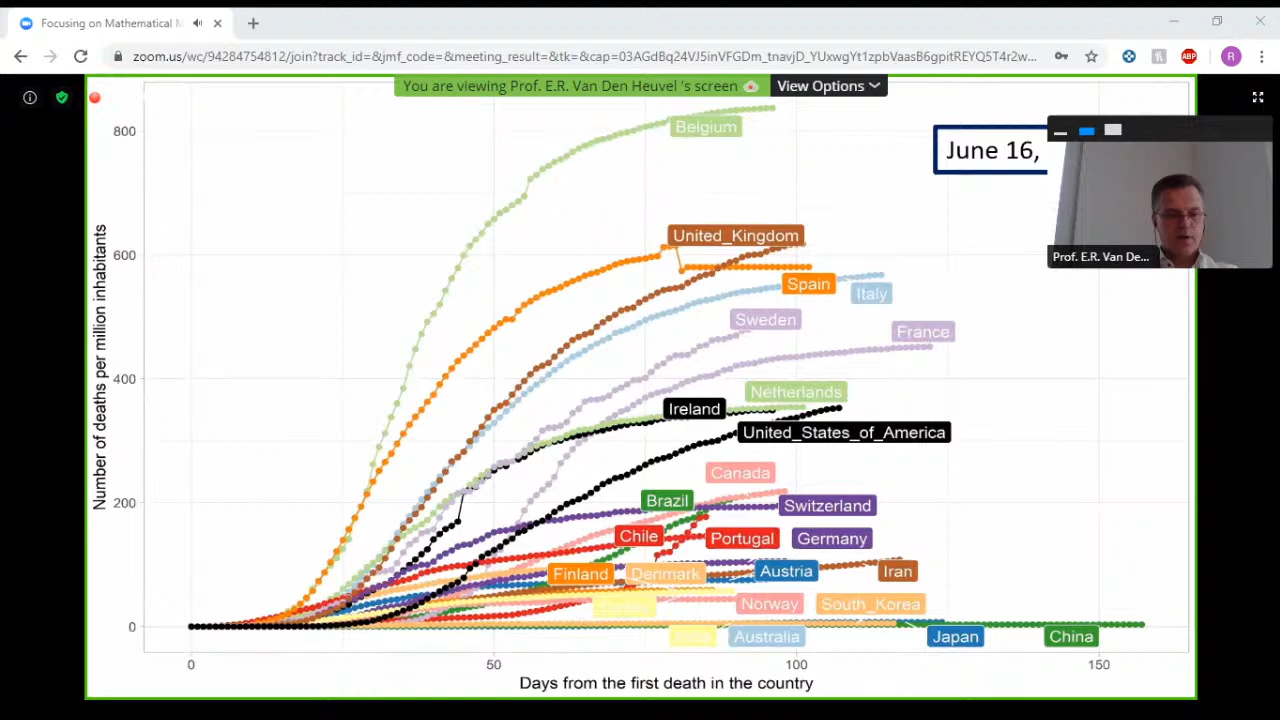 Focusing on Mathematical M
zoom.us/wc/94284754812/join?track_id=&jmf_code=&meeting_result=&tk=&cap=03AGdBq24VJ5inVFGDm_tnavjD_YUxwgYt1zpbVaasB6gpitREYQ5T4r2w...
R
ABP
You are viewing Prof. E.R. Van Den Heuvel 's screen
View Options
June 16,
Prof. E.R. Van De...
Number of deaths per million inhabitants
800
600
400
200
0
Belgium
United_Kingdom
Spain
Italy
Sweden
France
Netherlands
Ireland
United_States_of_America
Canada
Brazil
Switzerland
Chile
Portugal
Germany
Finland
Denmark
Austria
Iran
Norway
South_Korea
Australia
Japan
China
0 50 100 150
Days from the first death in the country